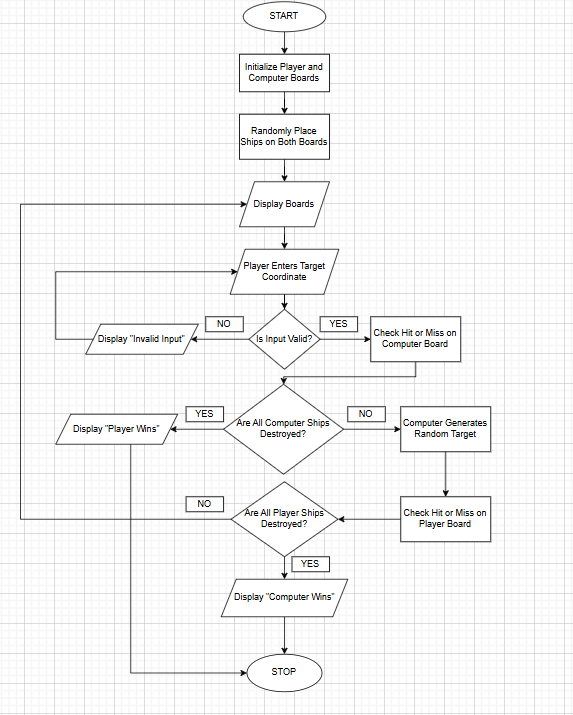 START
Initialize Player and
Computer Boards
Randomly Place
Ships on Both Boards
Display Boards
Player Enters Target
Coordinate
NO
YES
Display "Invalid Input"
Is Input Valid?
Check Hit or Miss on
Computer Board
YES
NO
Display "Player Wins"
Are All Computer Ships
Destroyed?
Computer Generates
Random Target
NO
Are All Player Ships
Destroyed?
Check Hit or Miss on
Player Board
YES
Display "Computer Wins"
STOP